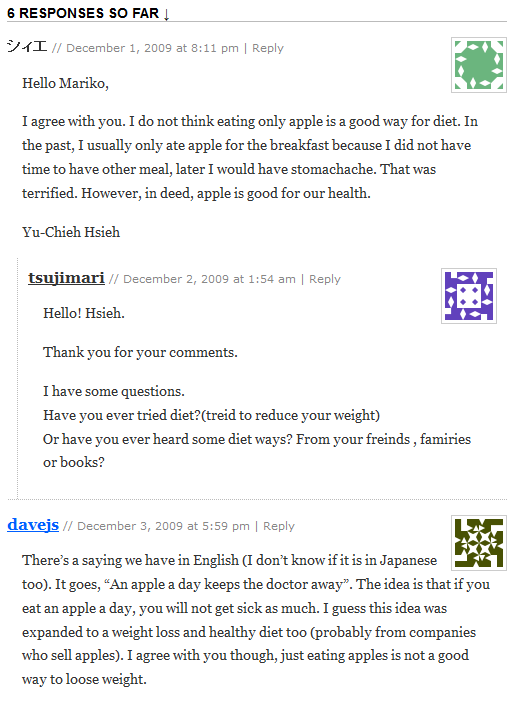 6 RESPONSES SO FAR ↓
シィエ // December 1, 2009 at 8:11 pm | Reply
Hello Mariko,
I agree with you. I do not think eating only apple is a good way for diet. In
the past, I usually only ate apple for the breakfast because I did not have
time to have other meal, later I would have stomachache. That was
terrified. However, in deed, apple is good for our health.
Yu-Chieh Hsieh
tsujimari // December 2, 2009 at 1:54 am | Reply
Hello! Hsieh.
Thank you for your comments.
I have some questions.
Have you ever tried diet?(treid to reduce your weight)
Or have you ever heard some diet ways? From your freinds , famiries
or books?
davejs // December 3, 2009 at 5:59 pm | Reply
There’s a saying we have in English (I don’t know if it is in Japanese
too). It goes, “An apple a day keeps the doctor away”. The idea is that if you
eat an apple a day, you will not get sick as much. I guess this idea was
expanded to a weight loss and healthy diet too (probably from companies
who sell apples). I agree with you though, just eating apples is not a good
way to loose weight.